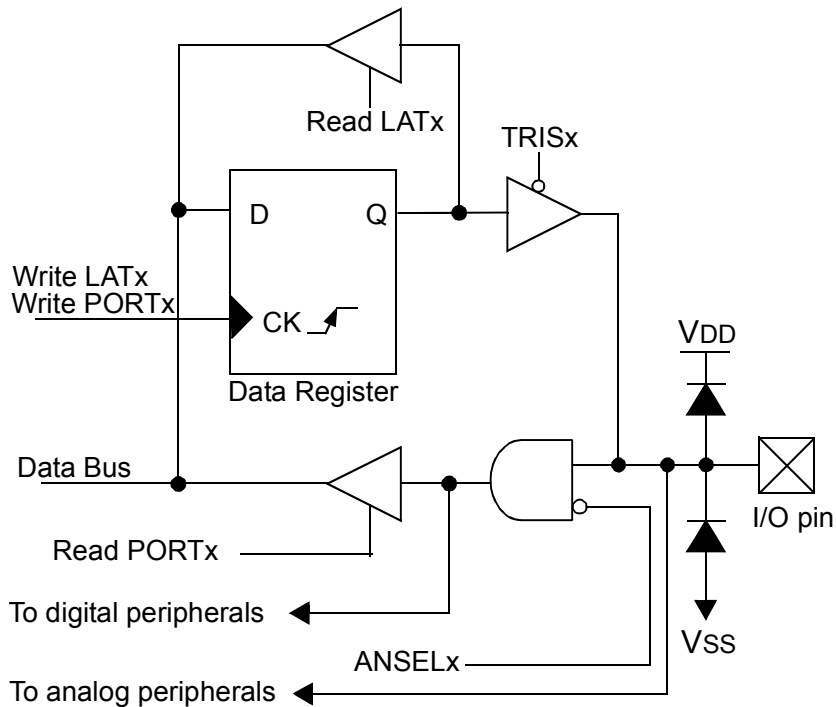 Read LATx
TRISx
D
Q
Write LATx
Write PORTx
CK
VDD
Data Register
Data Bus
I/O pin
Read PORTx
To digital peripherals
VSS
ANSELx
To analog peripherals